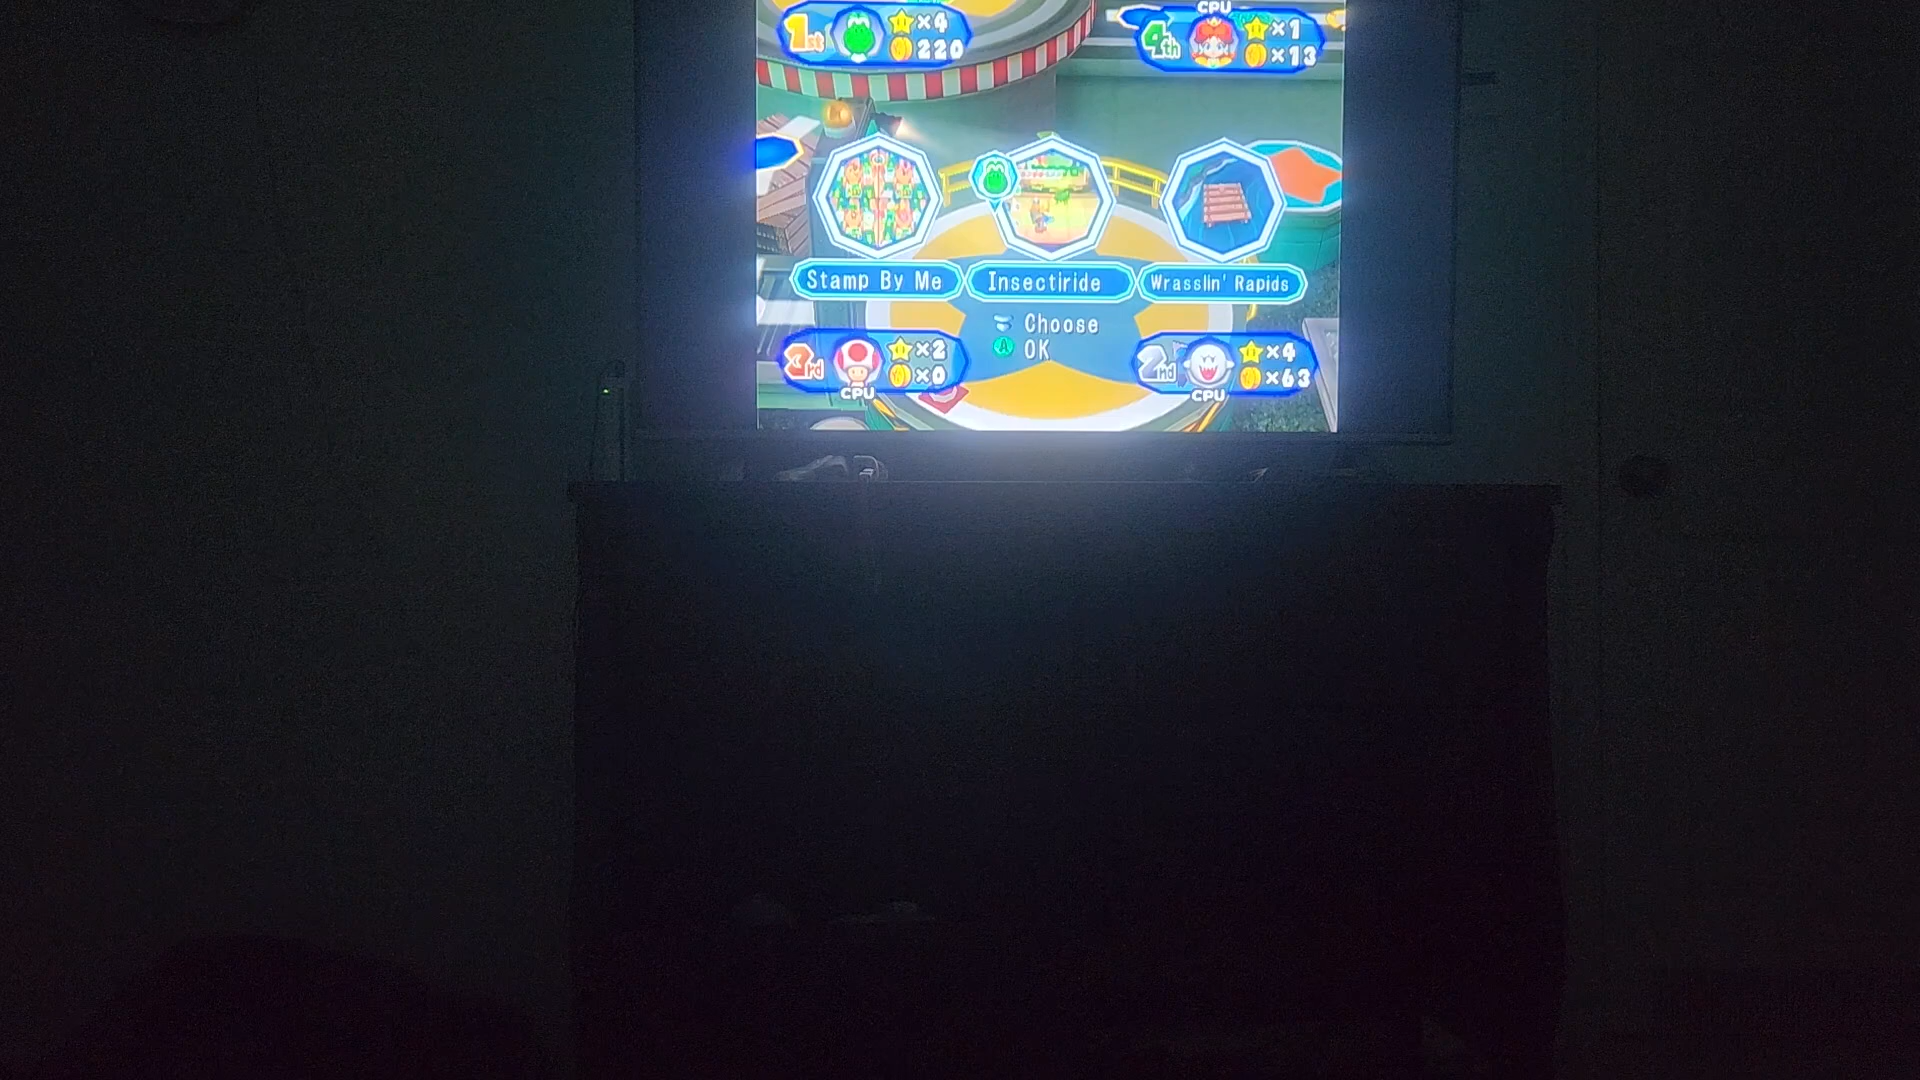 1st ×4
220
CPU
4th ×1
×13
Stamp By Me
Insectiride
Wrasslin' Rapids
Choose
A OK
3rd ×2
×0
CPU
2nd ×4
×63
CPU